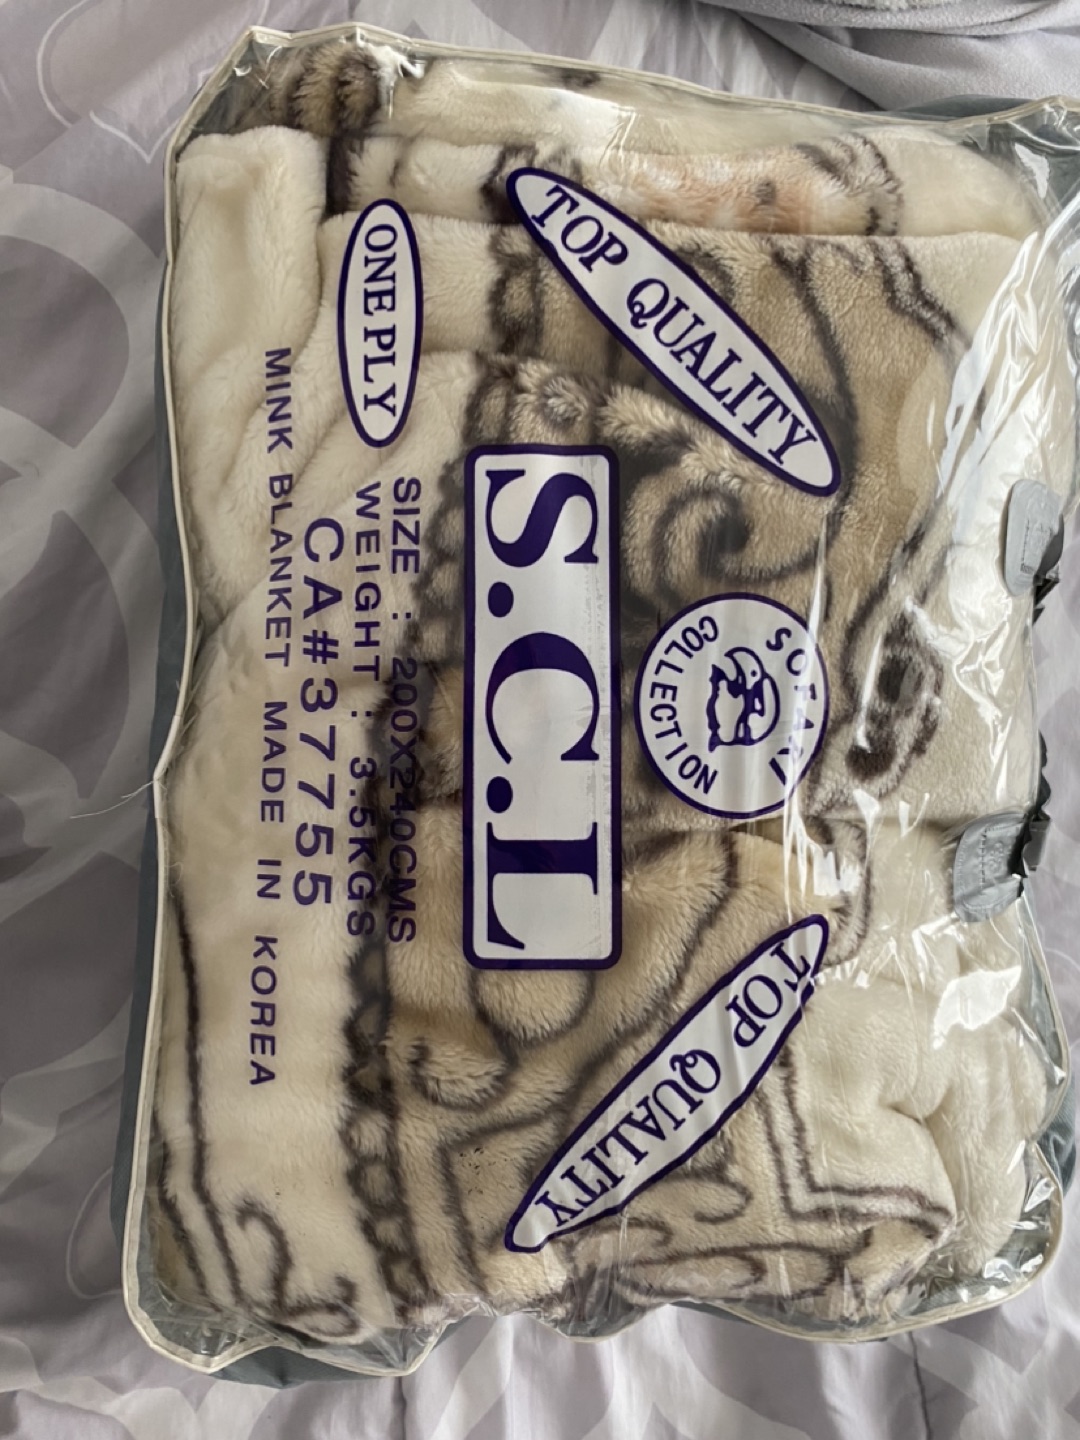 TOP QUALITY
SOFARI
COLLECTION
TOP QUALITY
S.C.L
ONE PLY
SIZE : 200X240CMS
WEIGHT : 3.5KGS
CA#37755
MINK BLANKET MADE IN KOREA